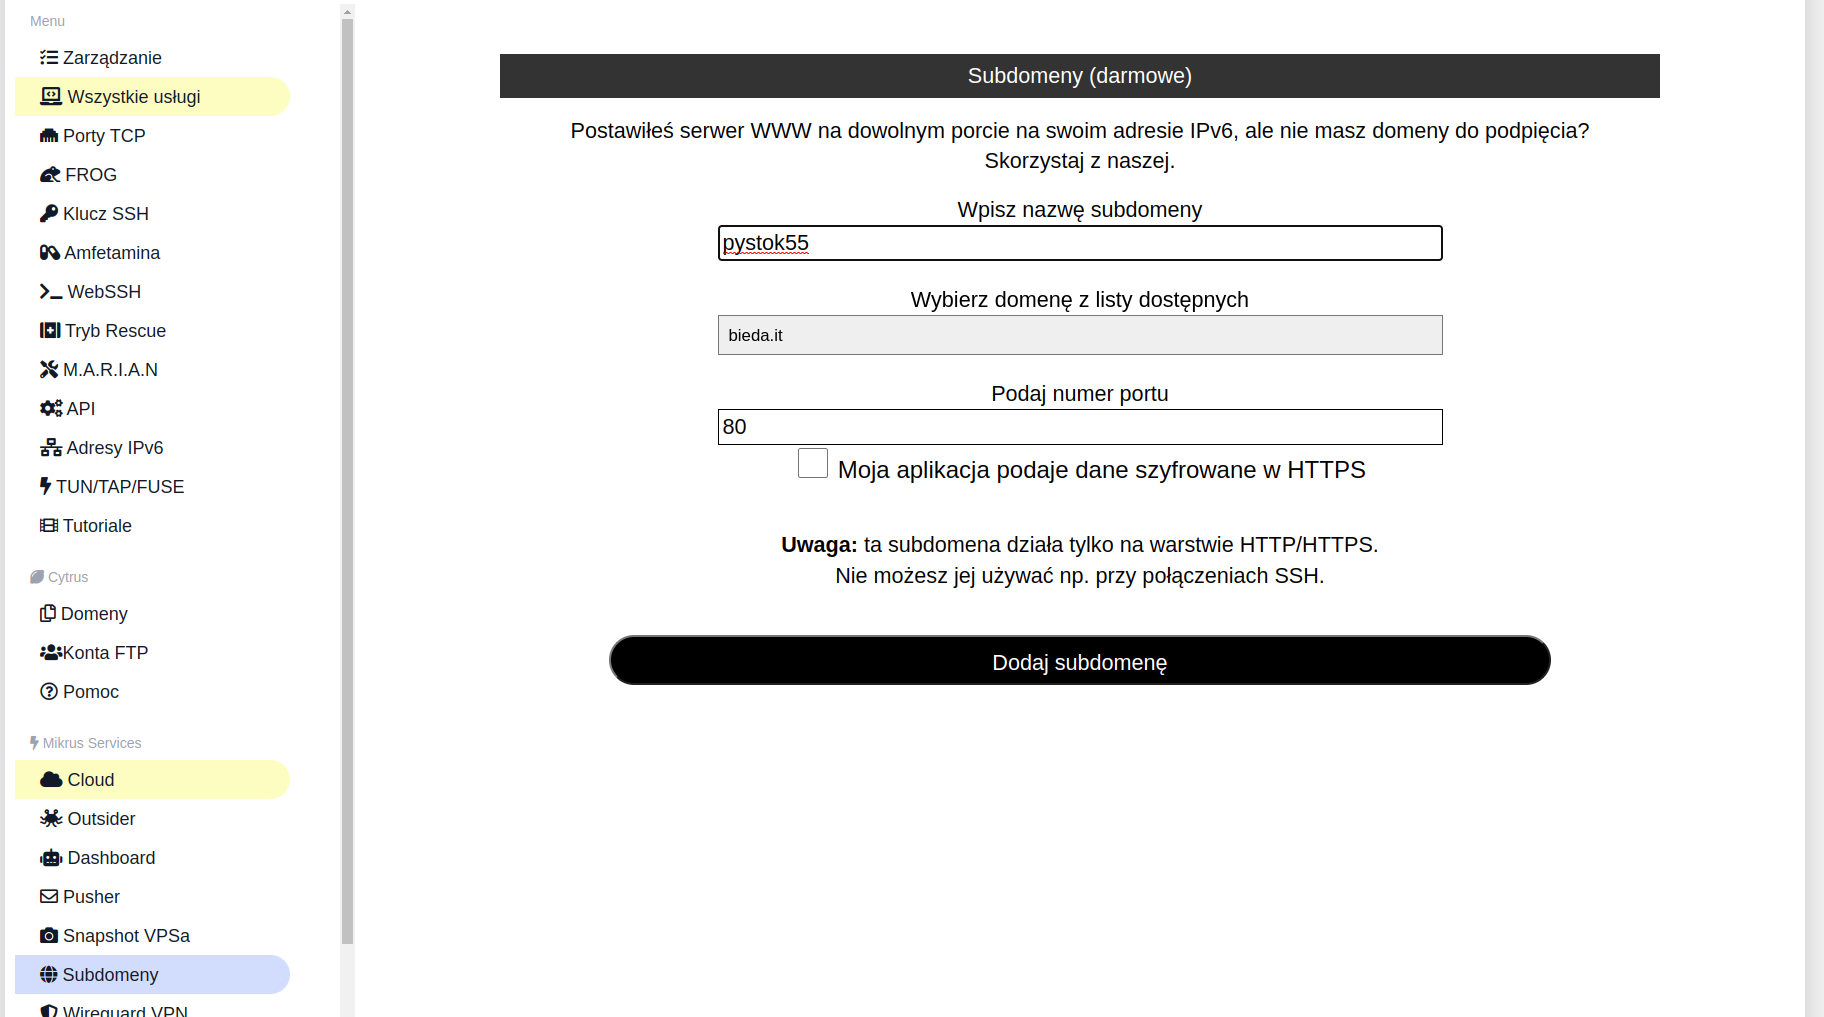 Menu
Zarządzanie
Wszystkie usługi
Porty TCP
FROG
Klucz SSH
Amfetamina
WebSSH
Tryb Rescue
M.A.R.I.A.N
API
Adresy IPv6
TUN/TAP/FUSE
Tutoriale
Cytrus
Domeny
Konta FTP
Pomoc
Mikrus Services
Cloud
Outsider
Dashboard
Pusher
Snapshot VPSa
Subdomeny
Wireguard VPN
Subdomeny (darmowe)
Postawiłeś serwer WWW na dowolnym porcie na swoim adresie IPv6, ale nie masz domeny do podpięcia?
Skorzystaj z naszej.
Wpisz nazwę subdomeny
pystok55
Wybierz domenę z listy dostępnych
bieda.it
Podaj numer portu
80
Moja aplikacja podaje dane szyfrowane w HTTPS
Uwaga: ta subdomena działa tylko na warstwie HTTP/HTTPS.
Nie możesz jej używać np. przy połączeniach SSH.
Dodaj subdomenę